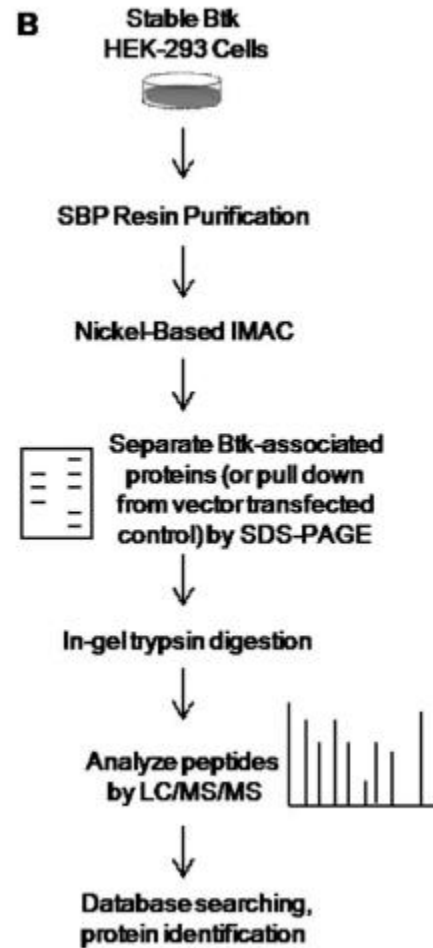 B
Stable Btk
HEK-293 Cells
SBP Resin Purification
Nickel-Based IMAC
Separate Btk-associated
proteins (or pull down
from vector transfected
control) by SDS-PAGE
In-gel trypsin digestion
Analyze peptides
by LC/MS/MS
Database searching,
protein identification